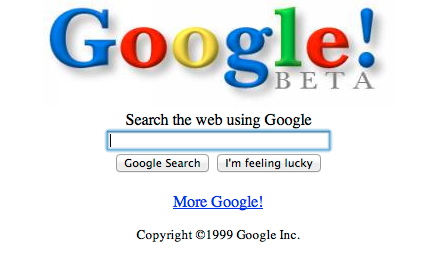 Google!
BETA
Search the web using Google
Google Search I'm feeling lucky
More Google!
Copyright ©1999 Google Inc.